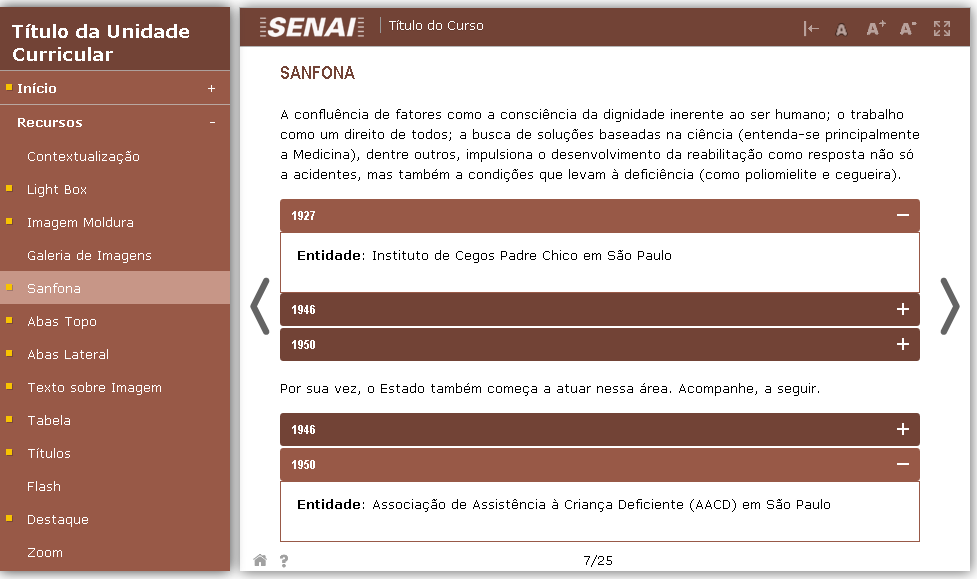 Título da Unidade
Curricular
Início +
Recursos -
Contextualização
Light Box
Imagem Moldura
Galeria de Imagens
Sanfona
Abas Topo
Abas Lateral
Texto sobre Imagem
Tabela
Títulos
Flash
Destaque
Zoom
SENAI Título do Curso
A A+ A-
SANFONA
A confluência de fatores como a consciência da dignidade inerente ao ser humano; o trabalho
como um direito de todos; a busca de soluções baseadas na ciência (entenda-se principalmente
a Medicina), dentre outros, impulsiona o desenvolvimento da reabilitação como resposta não só
a acidentes, mas também a condições que levam à deficiência (como poliomielite e cegueira).
1927 −
Entidade: Instituto de Cegos Padre Chico em São Paulo
1946 +
1950 +
Por sua vez, o Estado também começa a atuar nessa área. Acompanhe, a seguir.
1946 +
1950 −
Entidade: Associação de Assistência à Criança Deficiente (AACD) em São Paulo
? 7/25